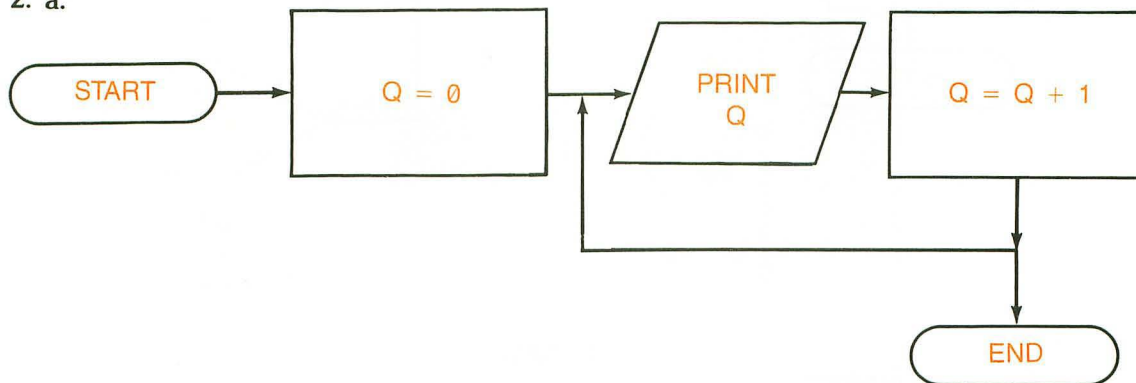 2. a.
START
Q = 0
PRINT
Q
Q = Q + 1
END